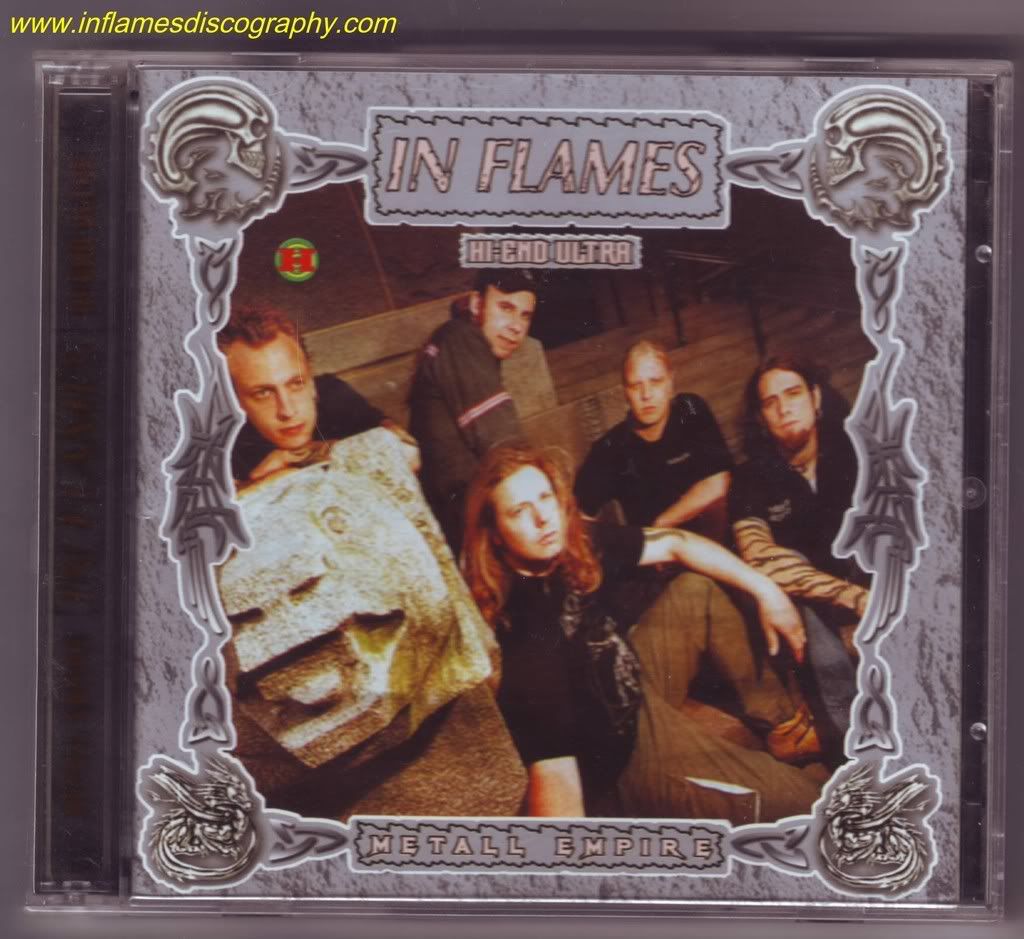 www.inflamesdiscography.com
IN FLAMES
HI-END ULTRA
H
METALL EMPIRE